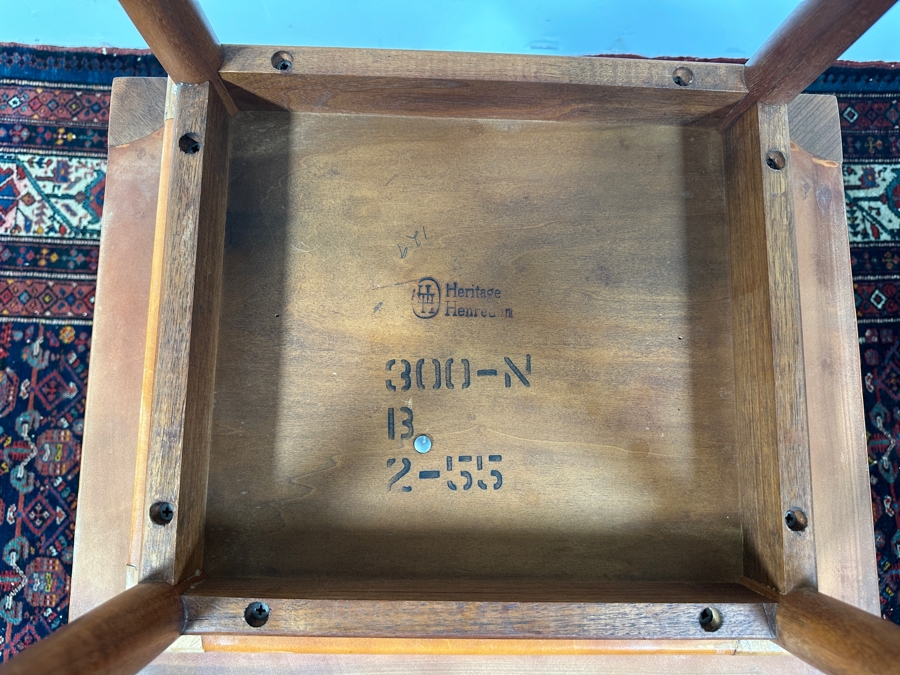 H
Heritage
Henredon
300-N
B
2-55